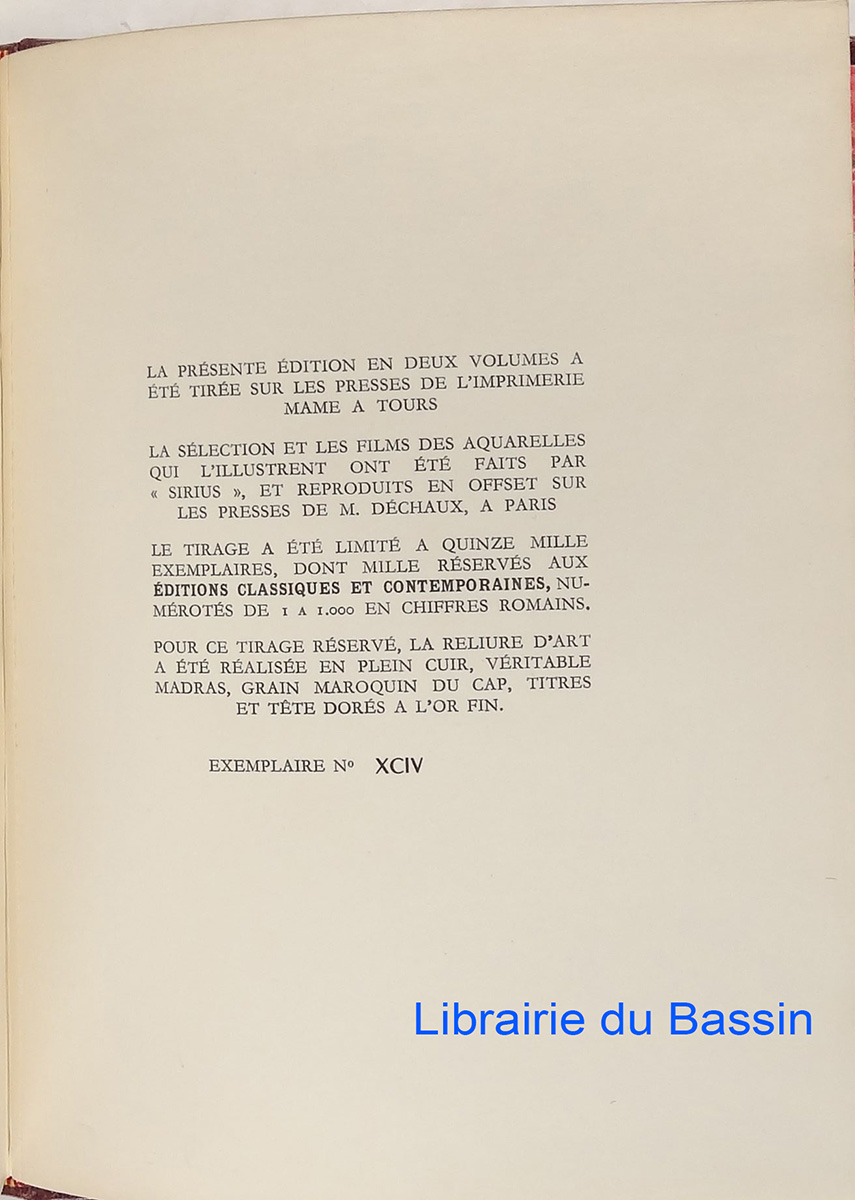 LA PRÉSENTE ÉDITION EN DEUX VOLUMES A
ÉTÉ TIRÉE SUR LES PRESSES DE L'IMPRIMERIE
MAME A TOURS
LA SÉLECTION ET LES FILMS DES AQUARELLES
QUI L'ILLUSTRENT ONT ÉTÉ FAITS PAR
« SIRIUS », ET REPRODUITS EN OFFSET SUR
LES PRESSES DE M. DÉCHAUX, A PARIS
LE TIRAGE A ÉTÉ LIMITÉ A QUINZE MILLE
EXEMPLAIRES, DONT MILLE RÉSERVÉS AUX
ÉDITIONS CLASSIQUES ET CONTEMPORAINES, NU-
MÉROTÉS DE 1 A 1.000 EN CHIFFRES ROMAINS.
POUR CE TIRAGE RÉSERVÉ, LA RELIURE D'ART
A ÉTÉ RÉALISÉE EN PLEIN CUIR, VÉRITABLE
MADRAS, GRAIN MAROQUIN DU CAP, TITRES
ET TÊTE DORÉS A L'OR FIN.
EXEMPLAIRE Nº XCIV
Librairie du Bassin